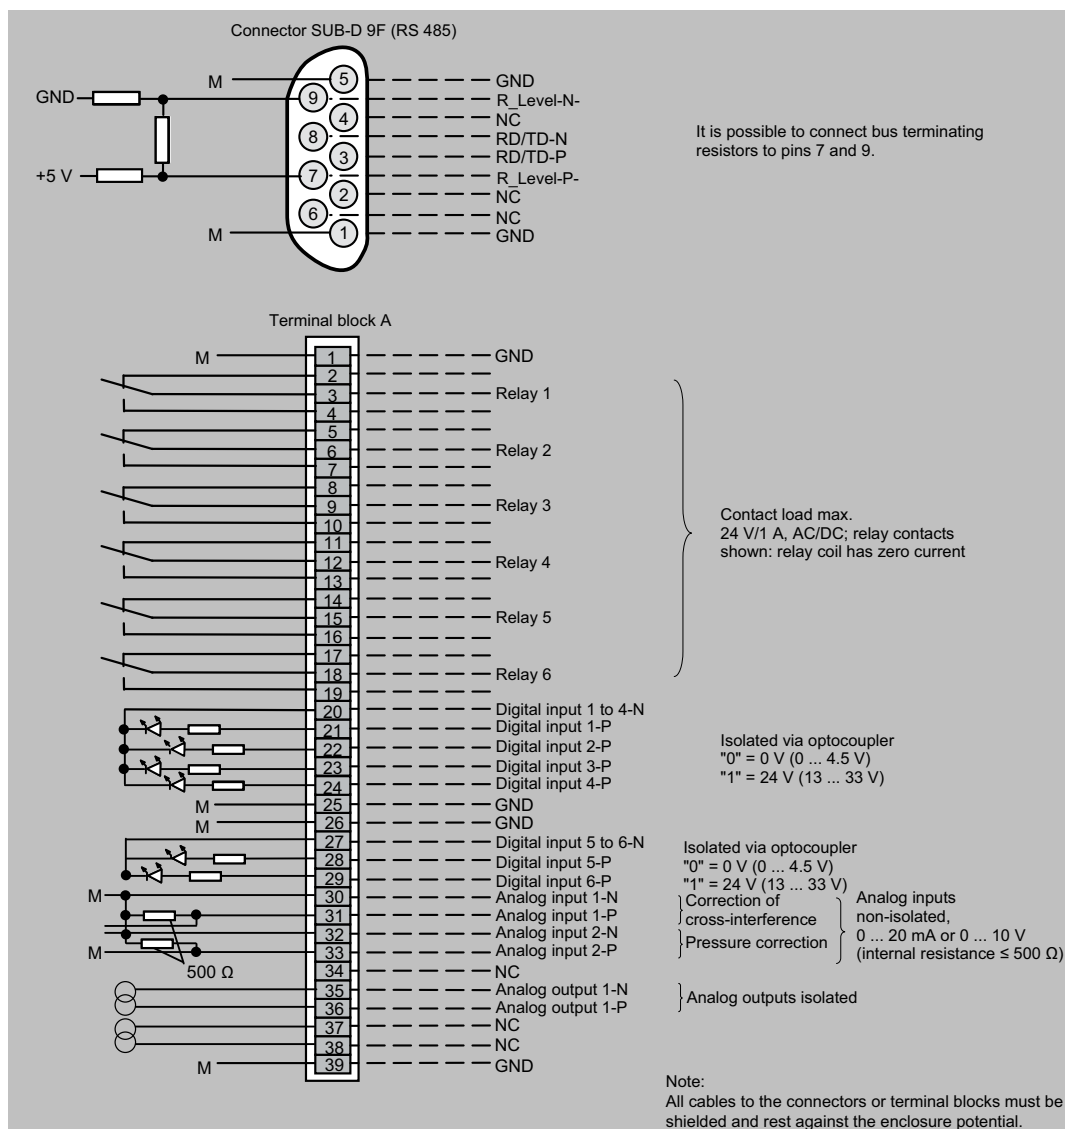 Connector SUB-D 9F (RS 485)
M 5 GND
GND 9 R_Level-N-
4 NC
8 RD/TD-N
3 RD/TD-P
+5 V 7 R_Level-P-
2 NC
6 NC
M 1 GND
It is possible to connect bus terminating
resistors to pins 7 and 9.
Terminal block A
M 1 GND
2
3 Relay 1
4
5
6 Relay 2
7
8
9 Relay 3
10
11
12 Relay 4
13
14
15 Relay 5
16
17
18 Relay 6
19
Contact load max.
24 V/1 A, AC/DC; relay contacts
shown: relay coil has zero current
20 Digital input 1 to 4-N
21 Digital input 1-P
22 Digital input 2-P
23 Digital input 3-P
24 Digital input 4-P
Isolated via optocoupler
"0" = 0 V (0 ... 4.5 V)
"1" = 24 V (13 ... 33 V)
M 25 GND
M 26 GND
27 Digital input 5 to 6-N
28 Digital input 5-P
29 Digital input 6-P
Isolated via optocoupler
"0" = 0 V (0 ... 4.5 V)
"1" = 24 V (13 ... 33 V)
M 30 Analog input 1-N
31 Analog input 1-P
32 Analog input 2-N
M 33 Analog input 2-P
500 Ω
Correction of
cross-interference
Pressure correction
Analog inputs
non-isolated,
0 ... 20 mA or 0 ... 10 V
(internal resistance ≤ 500 Ω)
34 NC
35 Analog output 1-N
36 Analog output 1-P
Analog outputs isolated
37 NC
38 NC
M 39 GND
Note:
All cables to the connectors or terminal blocks must be
shielded and rest against the enclosure potential.